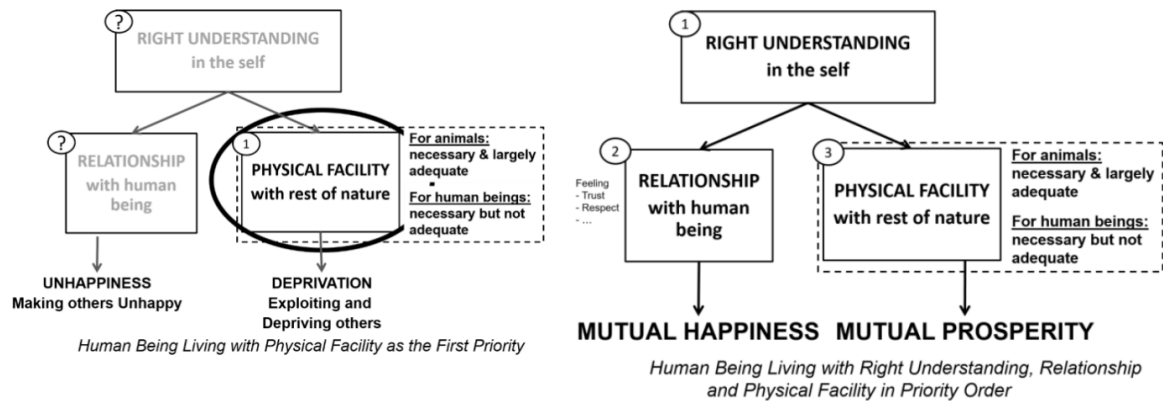 ?
RIGHT UNDERSTANDING
in the self
?
RELATIONSHIP
with human
being
1
PHYSICAL FACILITY
with rest of nature
For animals:
necessary & largely
adequate
For human beings:
necessary but not
adequate
UNHAPPINESS
Making others Unhappy
DEPRIVATION
Exploiting and
Depriving others
Human Being Living with Physical Facility as the First Priority
1
RIGHT UNDERSTANDING
in the self
Feeling
- Trust
- Respect
- ...
2
RELATIONSHIP
with human
being
3
PHYSICAL FACILITY
with rest of nature
For animals:
necessary & largely
adequate
For human beings:
necessary but not
adequate
MUTUAL HAPPINESS
MUTUAL PROSPERITY
Human Being Living with Right Understanding, Relationship
and Physical Facility in Priority Order